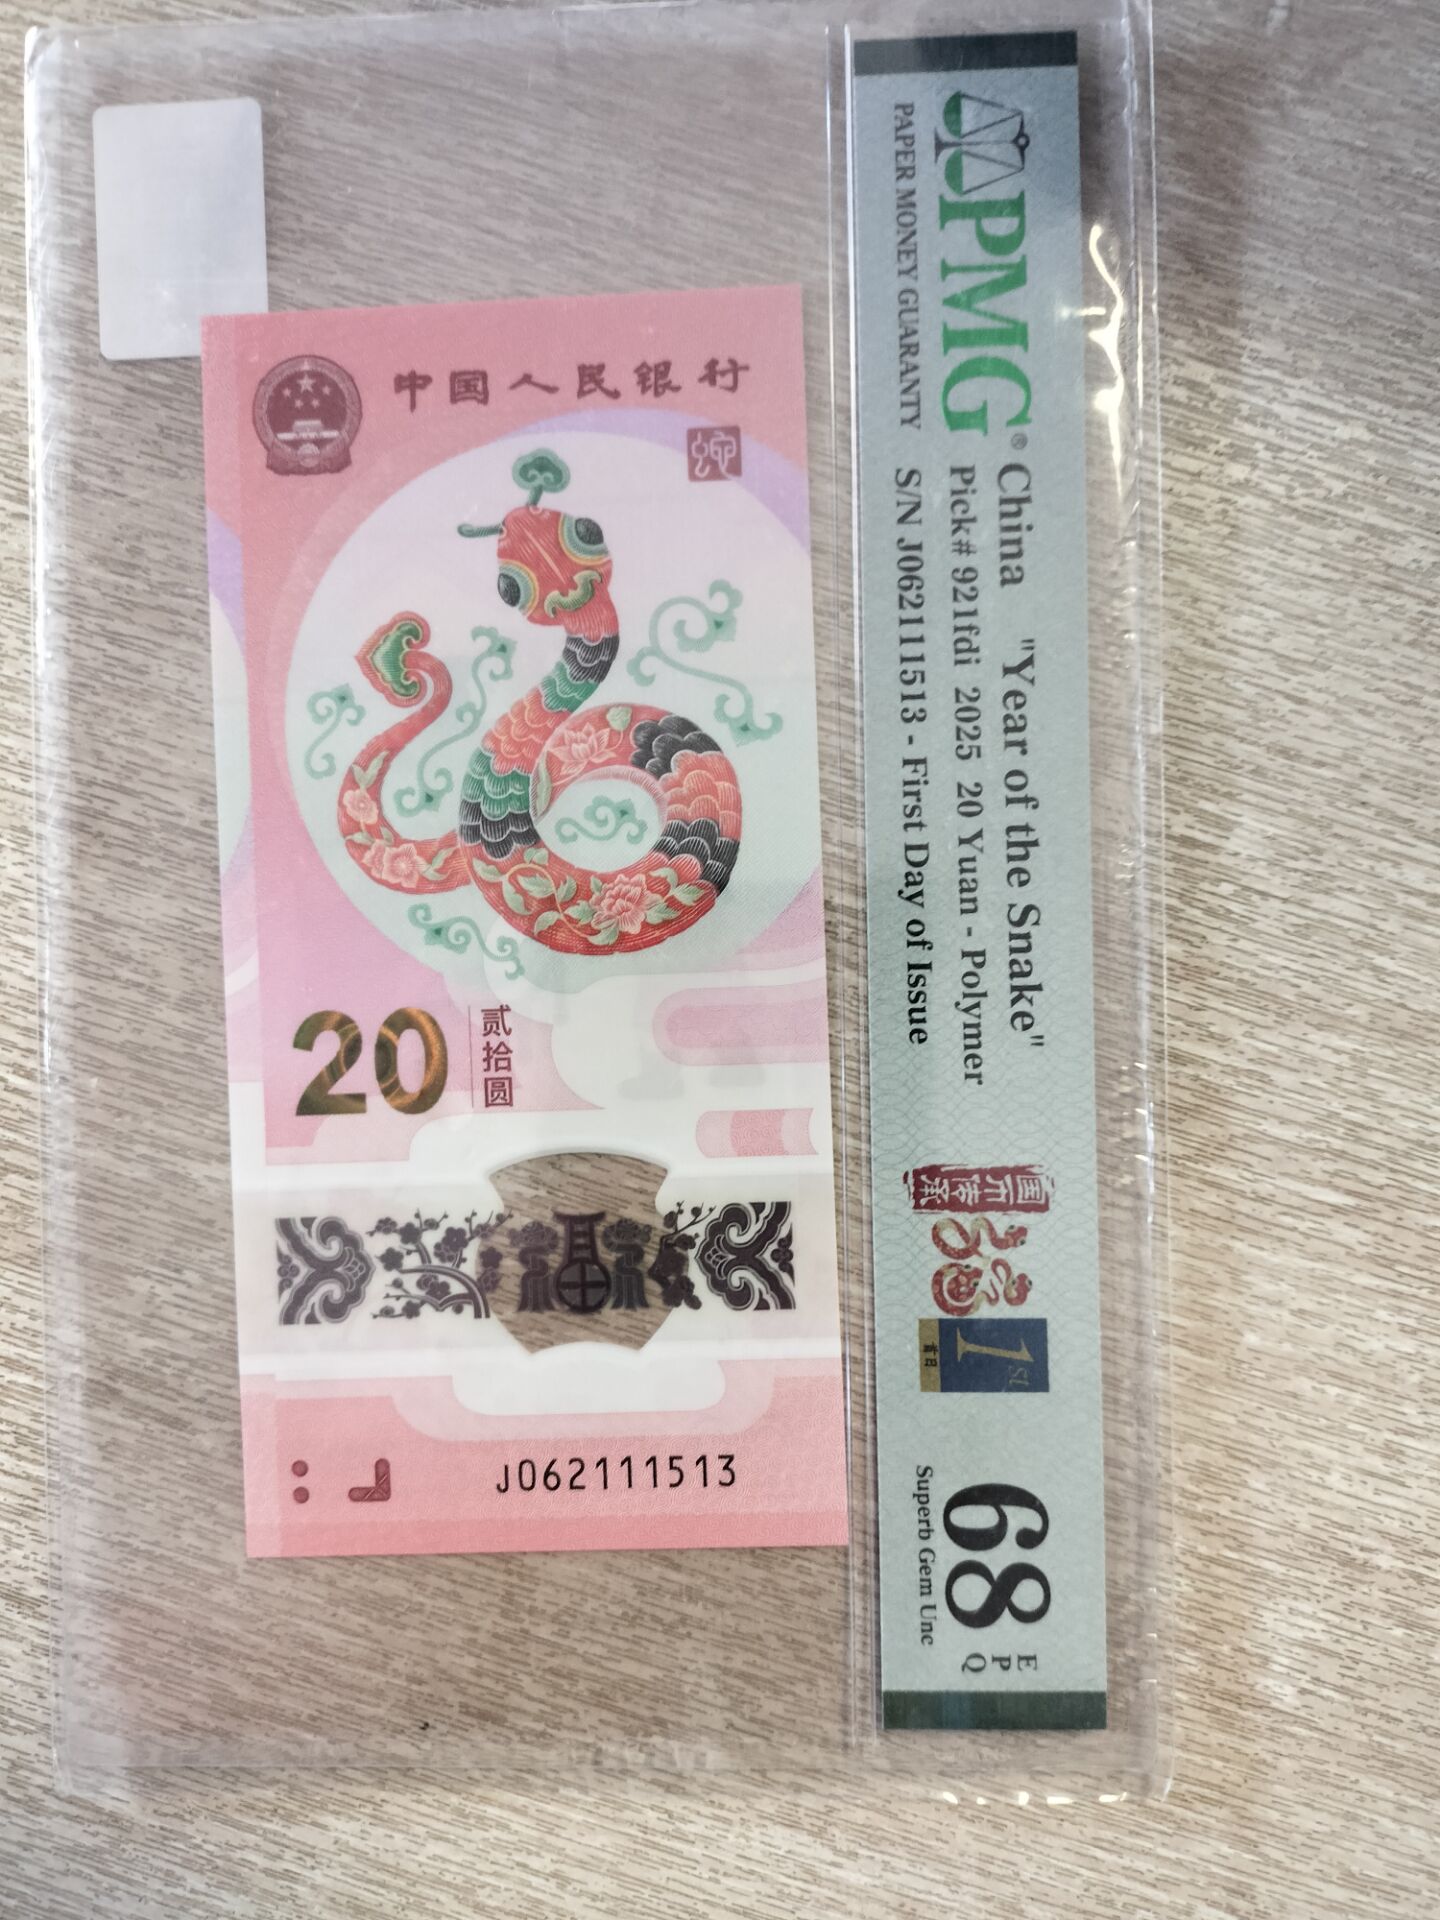 中国人民银行
蛇
20
贰拾圆
J062111513
PMG®
PAPER MONEY GUARANTY
China "Year of the Snake"
Pick# 921fdi 2025 20 Yuan - Polymer
S/N J062111513 - First Day of Issue
1st
首日
68
EPQ
Superb Gem Unc